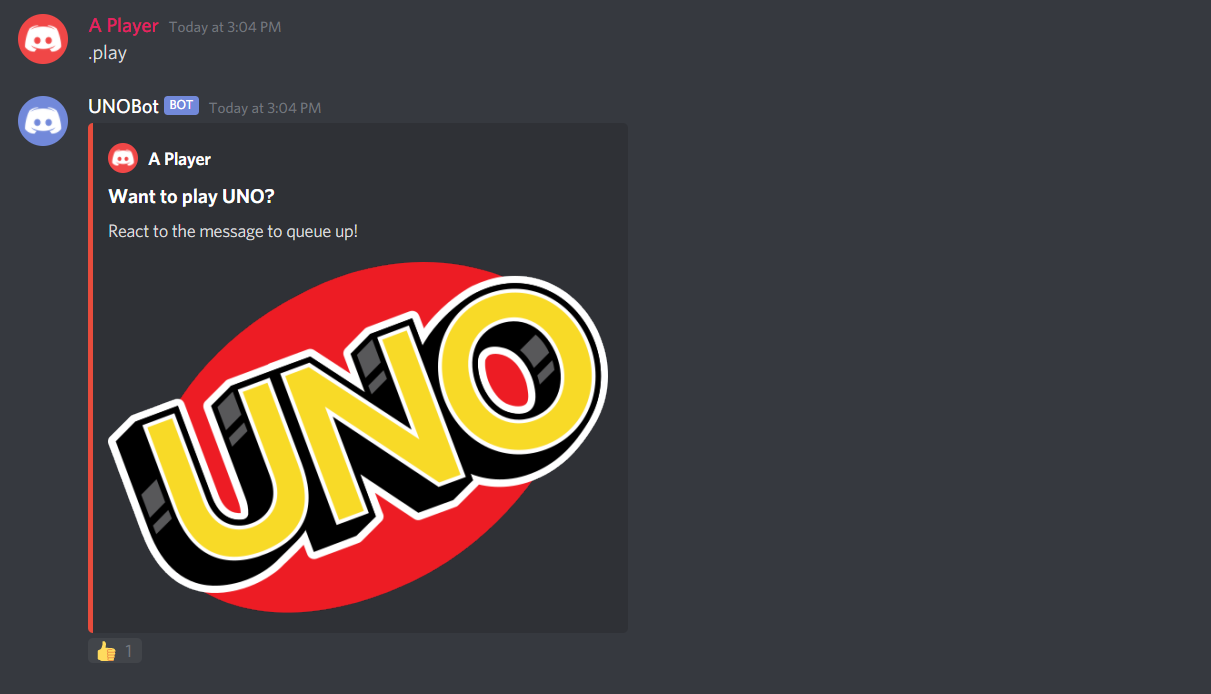 A Player Today at 3:04 PM
.play
UNOBot BOT Today at 3:04 PM
A Player
Want to play UNO?
React to the message to queue up!
UNO
👍 1